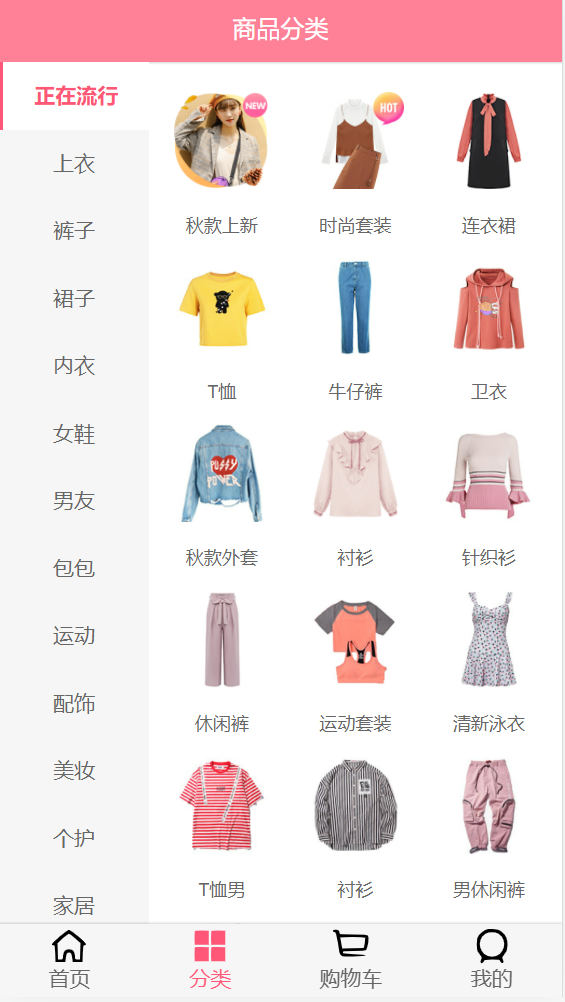 商品分类
正在流行
上衣
裤子
裙子
内衣
女鞋
男友
包包
运动
配饰
美妆
个护
家居
NEW
HOT
秋款上新
时尚套装
连衣裙
T恤
牛仔裤
卫衣
PUSSY
POWER
秋款外套
衬衫
针织衫
休闲裤
运动套装
清新泳衣
T恤男
衬衫
男休闲裤
首页
分类
购物车
我的